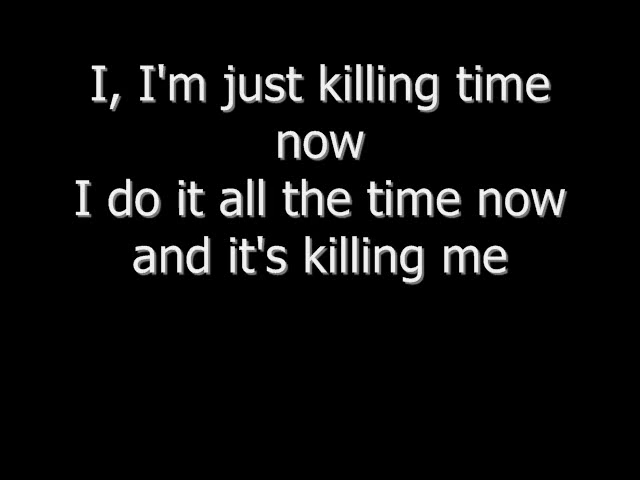 I, I'm just killing time
now
I do it all the time now
and it's killing me